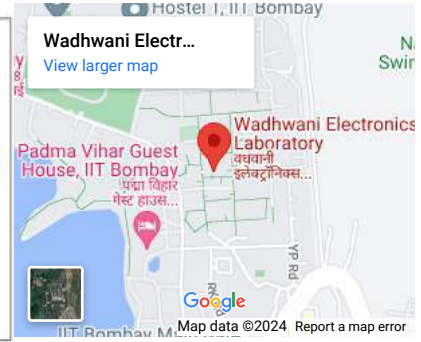 Hostel 1, IIT Bombay
Wadhwani Electr...
View larger map
Wadhwani Electronics
Laboratory
वधवानी
इलेक्ट्रॉनिक्स...
Padma Vihar Guest
House, IIT Bombay
पद्मा विहार
गेस्ट हाउस...
YP Rd
Google
Map data ©2024
Report a map error
IIT Bombay